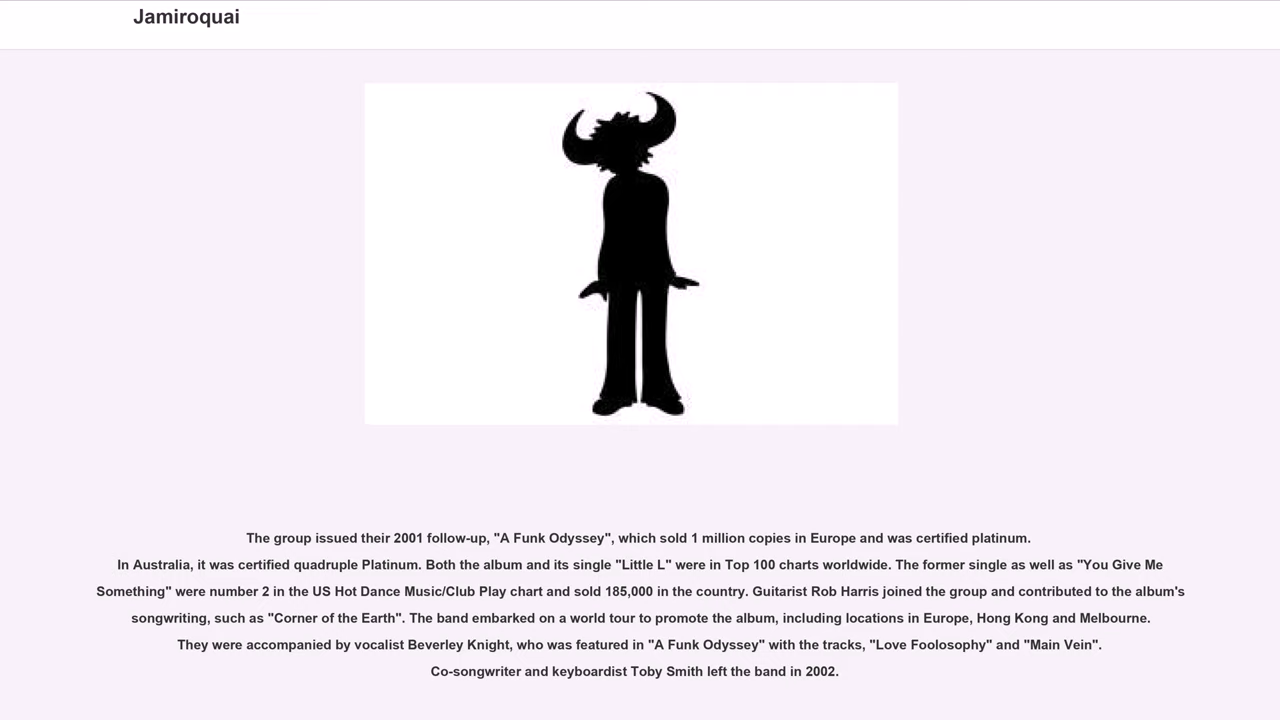 Jamiroquai
The group issued their 2001 follow-up, "A Funk Odyssey", which sold 1 million copies in Europe and was certified platinum.
In Australia, it was certified quadruple Platinum. Both the album and its single "Little L" were in Top 100 charts worldwide. The former single as well as "You Give Me
Something" were number 2 in the US Hot Dance Music/Club Play chart and sold 185,000 in the country. Guitarist Rob Harris joined the group and contributed to the album's
songwriting, such as "Corner of the Earth". The band embarked on a world tour to promote the album, including locations in Europe, Hong Kong and Melbourne.
They were accompanied by vocalist Beverley Knight, who was featured in "A Funk Odyssey" with the tracks, "Love Foolosophy" and "Main Vein".
Co-songwriter and keyboardist Toby Smith left the band in 2002.